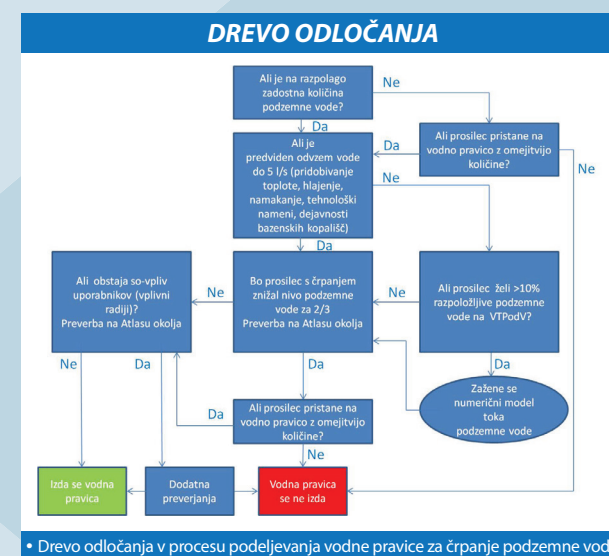 DREVO ODLOČANJA
Ali je na razpolago
zadostna količina
podzemne vode?
Ne
Da
Ali prosilec pristane na
vodno pravico z omejitvijo
količine?
Da
Ne
Ali je
predviden odvzem vode
do 5 l/s (pridobivanje
toplote, hlajenje,
namakanje, tehnološki
nameni, dejavnosti
bazenskih kopališč)
Ne
Da
Ali obstaja so-vpliv
uporabnikov (vplivni
radiji)?
Preverba na Atlasu okolja
Ne
Bo prosilec s črpanjem
znižal nivo podzemne
vode za 2/3
Preverba na Atlasu okolja
Ne
Ali prosilec želi >10%
razpoložljive podzemne
vode na VTPodV?
Ne
Da
Da
Da
Zažene se
numerični model
toka
podzemne vode
Da
Ali prosilec pristane na
vodno pravico z omejitvijo
količine?
Ne
Izda se vodna
pravica
Dodatna
preverjanja
Vodna pravica
se ne izda
• Drevo odločanja v procesu podeljevanja vodne pravice za črpanje podzemne vod